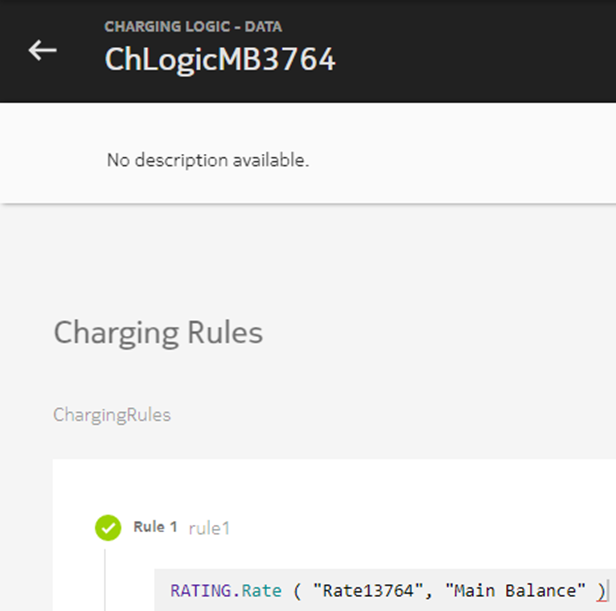 CHARGING LOGIC - DATA
ChLogicMB3764
No description available.
Charging Rules
ChargingRules
Rule 1 rule1
RATING.Rate ( "Rate13764", "Main Balance" )